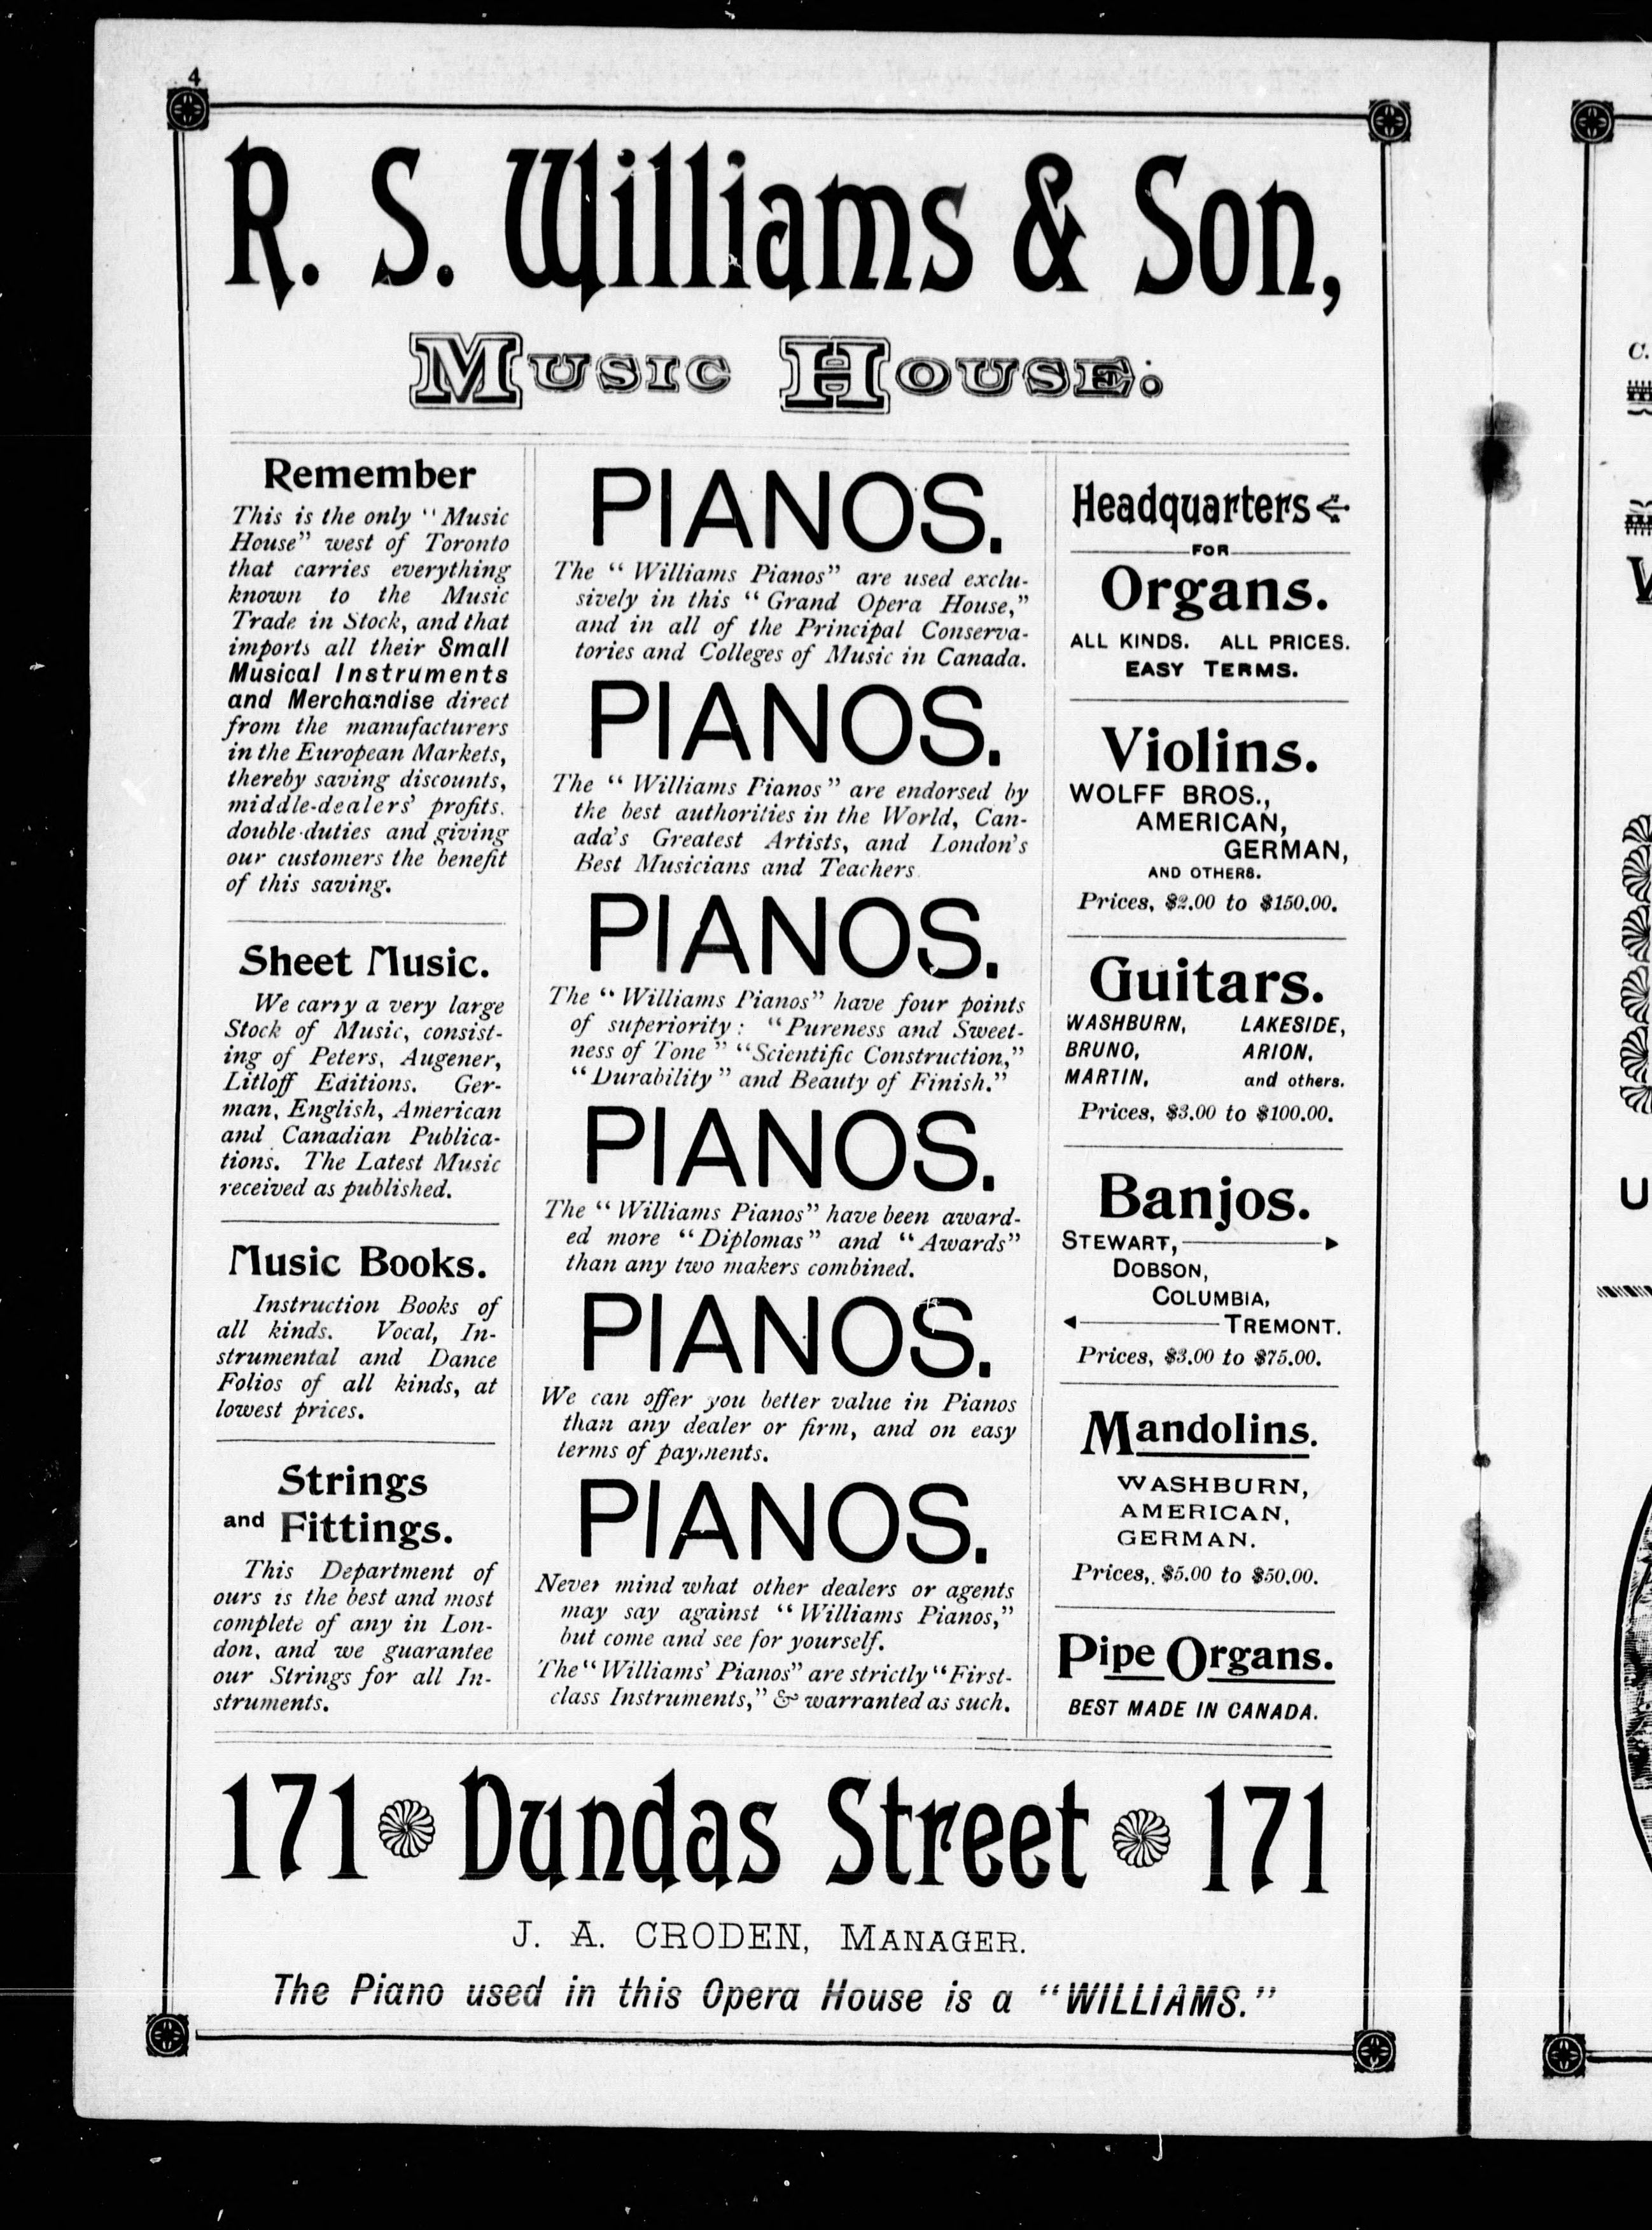 4
R. S. Williams & Son,
MUSIC HOUSE.
Remember
This is the only "Music
House" west of Toronto
that carries everything
known to the Music
Trade in Stock, and that
imports all their Small
Musical Instruments
and Merchandise direct
from the manufacturers
in the European Markets,
thereby saving discounts,
middle-dealers' profits.
double-duties and giving
our customers the benefit
of this saving.
Sheet Music.
We carry a very large
Stock of Music, consist-
ing of Peters, Augener,
Litloff Editions. Ger-
man, English, American
and Canadian Publica-
tions. The Latest Music
received as published.
Music Books.
Instruction Books of
all kinds. Vocal, In-
strumental and Dance
Folios of all kinds, at
lowest prices.
Strings
and Fittings.
This Department of
ours is the best and most
complete of any in Lon-
don, and we guarantee
our Strings for all In-
struments.
PIANOS.
The "Williams Pianos" are used exclu-
sively in this "Grand Opera House,"
and in all of the Principal Conserva-
tories and Colleges of Music in Canada.
PIANOS.
The "Williams Pianos" are endorsed by
the best authorities in the World, Can-
ada's Greatest Artists, and London's
Best Musicians and Teachers
PIANOS.
The "Williams Pianos" have four points
of superiority: "Pureness and Sweet-
ness of Tone" "Scientific Construction,"
"Durability" and Beauty of Finish."
PIANOS.
The "Williams Pianos" have been award-
ed more "Diplomas" and "Awards"
than any two makers combined.
PIANOS.
We can offer you better value in Pianos
than any dealer or firm, and on easy
terms of payments.
PIANOS.
Never mind what other dealers or agents
may say against "Williams Pianos,"
but come and see for yourself.
The "Williams' Pianos" are strictly "First-
class Instruments," & warranted as such.
Headquarters
FOR
Organs.
ALL KINDS. ALL PRICES.
EASY TERMS.
Violins.
WOLFF BROS.,
AMERICAN,
GERMAN,
AND OTHERS.
Prices, $2.00 to $150.00.
Guitars.
WASHBURN, LAKESIDE,
BRUNO, ARION,
MARTIN, and others.
Prices, $3.00 to $100.00.
Banjos.
STEWART,
DOBSON,
COLUMBIA,
TREMONT.
Prices, $3.00 to $75.00.
Mandolins.
WASHBURN,
AMERICAN,
GERMAN.
Prices, $5.00 to $50.00.
Pipe Organs.
BEST MADE IN CANADA.
171 Dundas Street 171
J. A. CRODEN, MANAGER.
The Piano used in this Opera House is a "WILLIAMS."